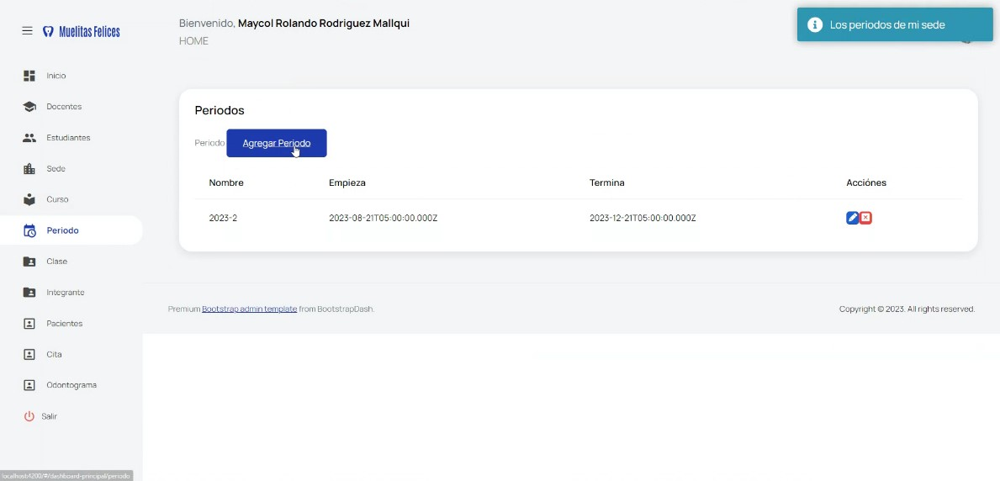 Muelitas Felices
Bienvenido, Maycol Rolando Rodriguez Mallqui
HOME
Los periodos de mi sede
Inicio
Docentes
Estudiantes
Sede
Curso
Periodo
Clase
Integrante
Pacientes
Cita
Odontograma
Salir
Periodos
Periodo Agregar Periodo
Nombre Empieza Termina Acciónes
2023-2 2023-08-21T05:00:00.000Z 2023-12-21T05:00:00.000Z
Premium Bootstrap admin template from BootstrapDash. Copyright © 2023. All rights reserved.
localhost:4200/#/dashboard-principal/periodo